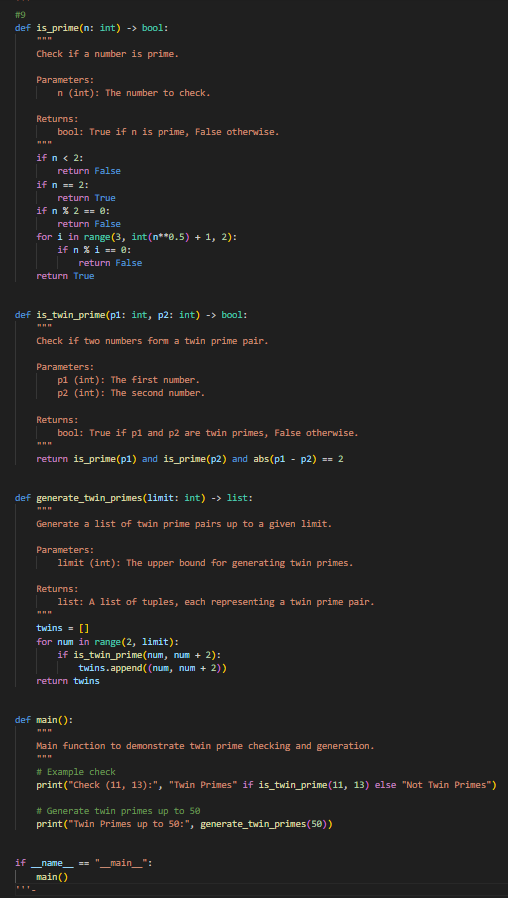 '''
#9
def is_prime(n: int) -> bool:
    """
    Check if a number is prime.

    Parameters:
        n (int): The number to check.

    Returns:
        bool: True if n is prime, False otherwise.
    """
    if n < 2:
        return False
    if n == 2:
        return True
    if n % 2 == 0:
        return False
    for i in range(3, int(n**0.5) + 1, 2):
        if n % i == 0:
            return False
    return True


def is_twin_prime(p1: int, p2: int) -> bool:
    """
    Check if two numbers form a twin prime pair.

    Parameters:
        p1 (int): The first number.
        p2 (int): The second number.

    Returns:
        bool: True if p1 and p2 are twin primes, False otherwise.
    """
    return is_prime(p1) and is_prime(p2) and abs(p1 - p2) == 2


def generate_twin_primes(limit: int) -> list:
    """
    Generate a list of twin prime pairs up to a given limit.

    Parameters:
        limit (int): The upper bound for generating twin primes.

    Returns:
        list: A list of tuples, each representing a twin prime pair.
    """
    twins = []
    for num in range(2, limit):
        if is_twin_prime(num, num + 2):
            twins.append((num, num + 2))
    return twins


def main():
    """
    Main function to demonstrate twin prime checking and generation.
    """
    # Example check
    print("Check (11, 13):", "Twin Primes" if is_twin_prime(11, 13) else "Not Twin Primes")

    # Generate twin primes up to 50
    print("Twin Primes up to 50:", generate_twin_primes(50))


if __name__ == "__main__":
    main()
'''-